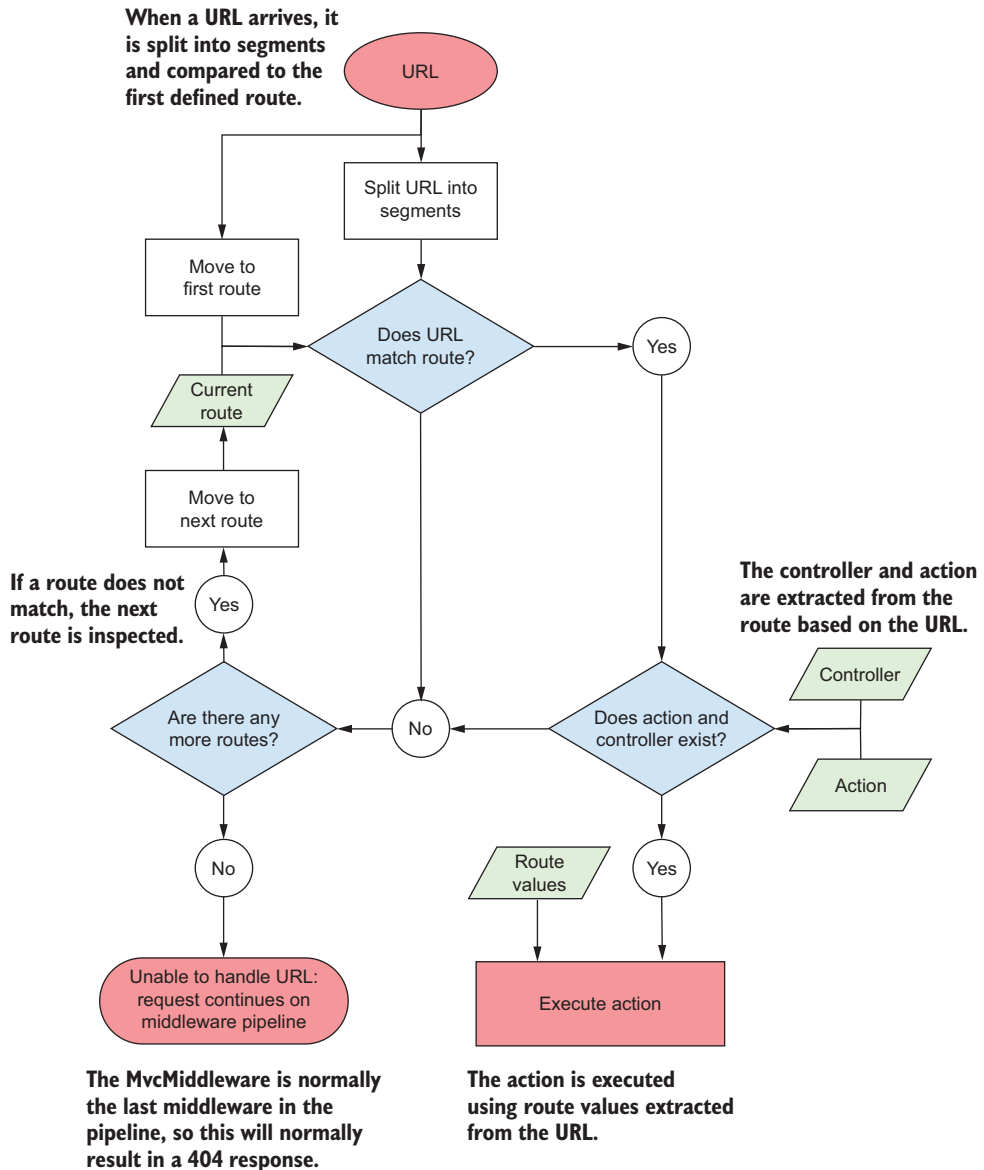 When a URL arrives, it
is split into segments
and compared to the
first defined route.
URL
Split URL into
segments
Move to
first route
Does URL
match route?
Yes
Current
route
Move to
next route
If a route does not
match, the next
route is inspected.
Yes
The controller and action
are extracted from the
route based on the URL.
Controller
Are there any
more routes?
No
Does action and
controller exist?
Action
No
Route
values
Yes
Unable to handle URL:
request continues on
middleware pipeline
Execute action
The MvcMiddleware is normally
the last middleware in the
pipeline, so this will normally
result in a 404 response.
The action is executed
using route values extracted
from the URL.